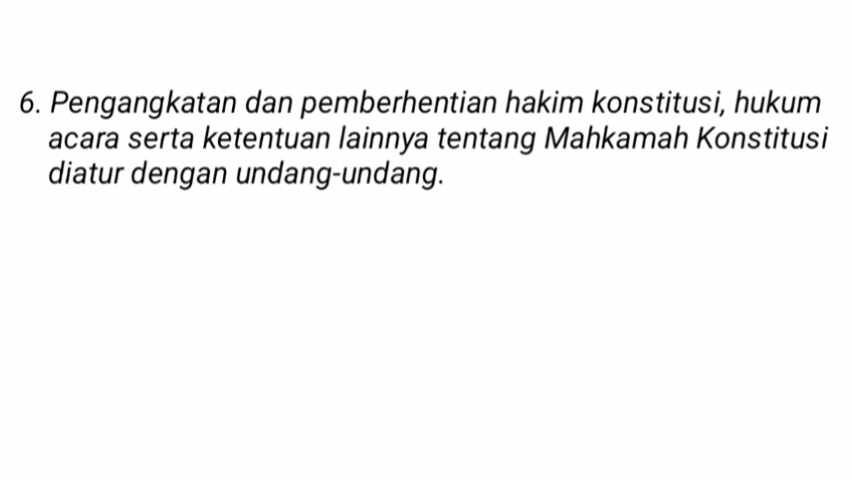 6. Pengangkatan dan pemberhentian hakim konstitusi, hukum
acara serta ketentuan lainnya tentang Mahkamah Konstitusi
diatur dengan undang-undang.